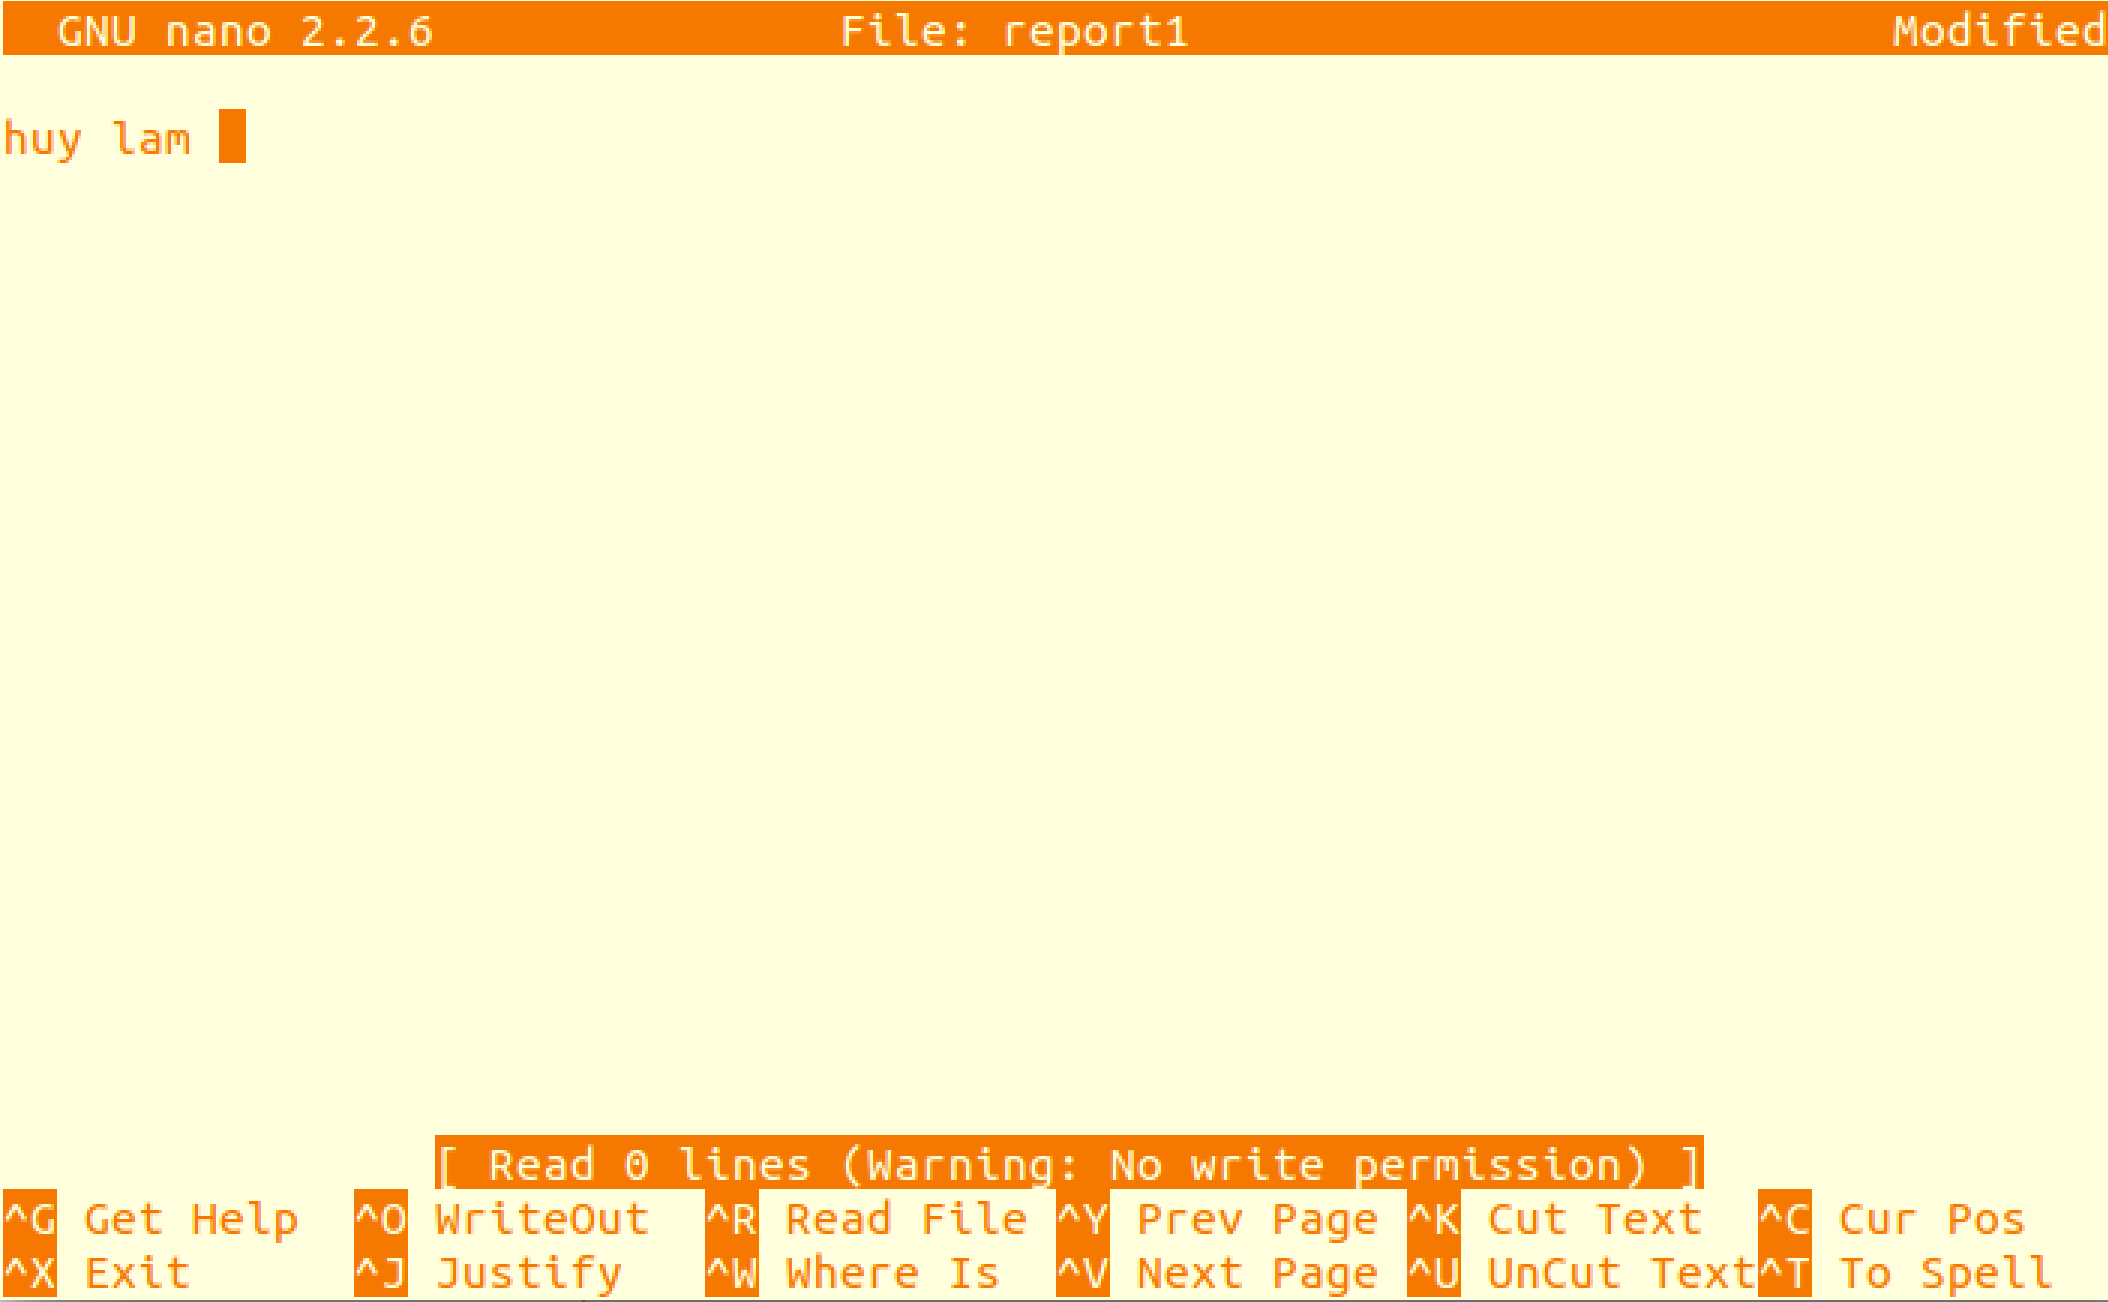 GNU nano 2.2.6 File: report1 Modified
huy lam
[ Read 0 lines (Warning: No write permission) ]
^G Get Help ^O WriteOut ^R Read File ^Y Prev Page ^K Cut Text ^C Cur Pos
^X Exit ^J Justify ^W Where Is ^V Next Page ^U UnCut Text ^T To Spell